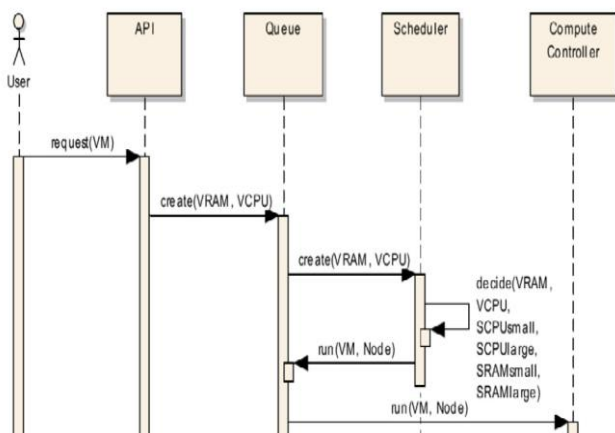 API
Queue
Scheduler
Compute
Controller
User
request(VM)
create(VRAM, VCPU)
create(VRAM, VCPU)
decide(VRAM,
VCPU,
SCPUsmall,
SCPUlarge,
SRAMsmall,
SRAMlarge)
run(VM, Node)
run(VM, Node)